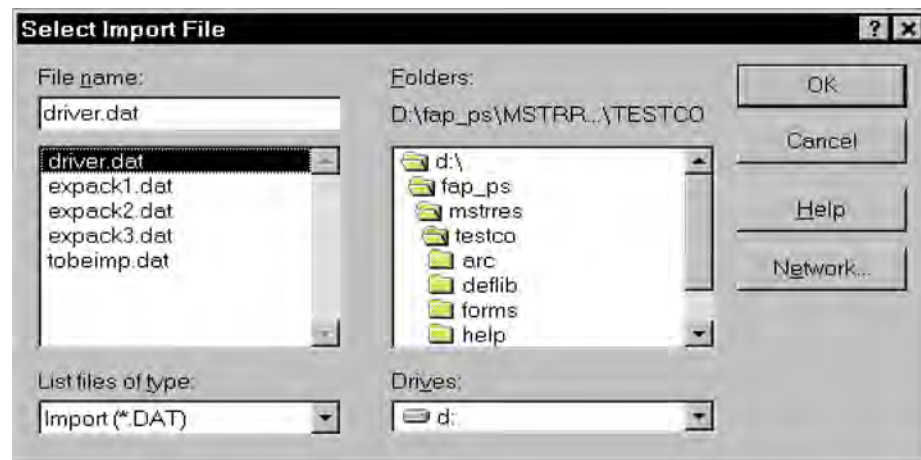 Select Import File
File name:
driver.dat
driver.dat
expack1.dat
expack2.dat
expack3.dat
tobeimp.dat
List files of type:
Import (*.DAT)
Folders:
D:\fap_ps\MSTRR...\TESTCO
d:\
fap_ps
mstrres
testco
arc
deflib
forms
help
Drives:
d:
OK
Cancel
Help
Network...